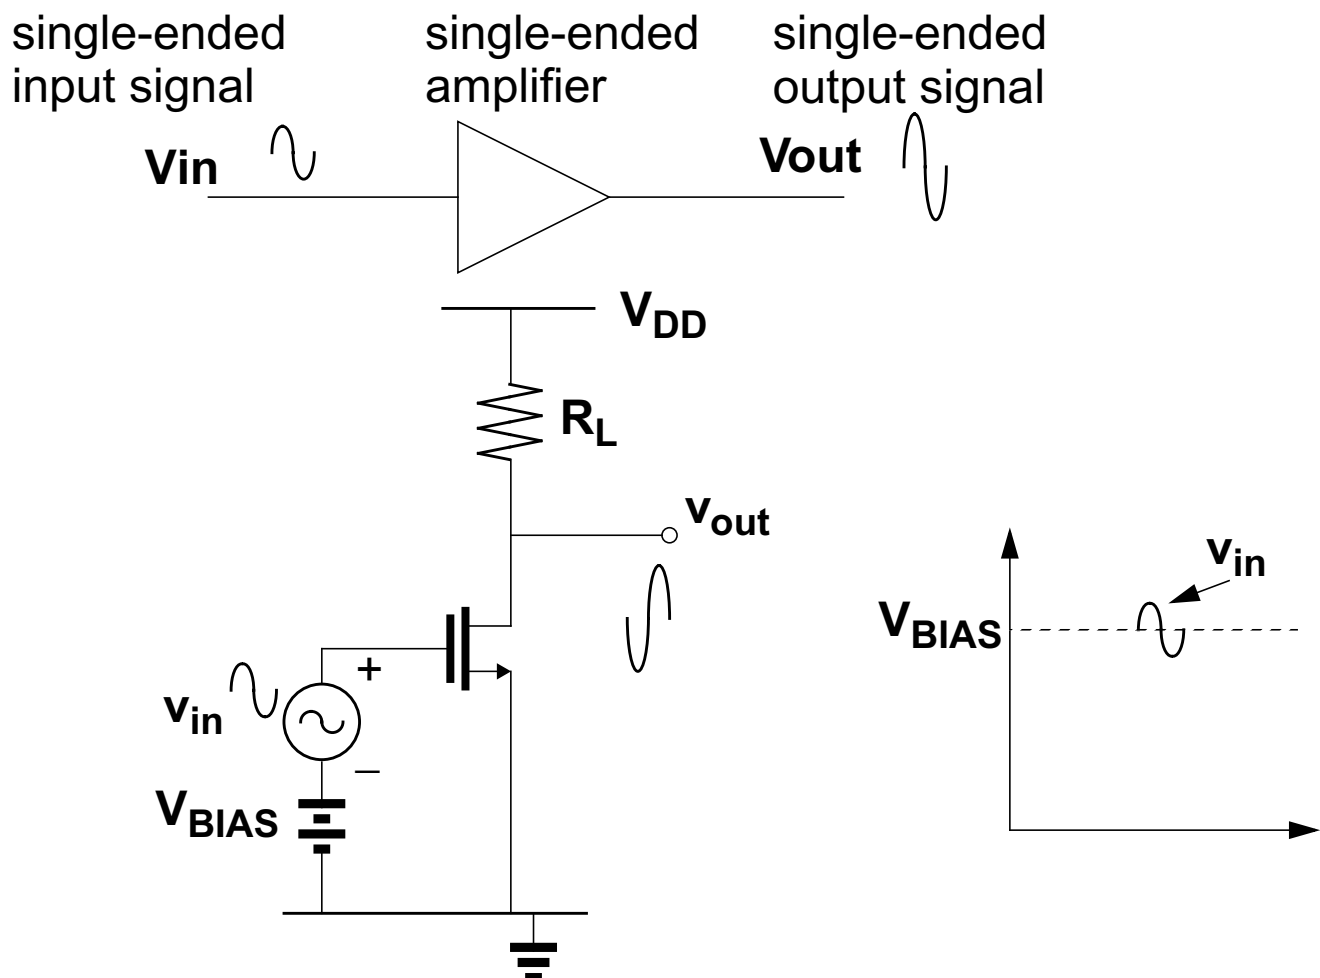 single-ended
input signal
single-ended
amplifier
single-ended
output signal
Vin
Vout
VDD
RL
vout
vin
VBIAS
+
vin
−
VBIAS